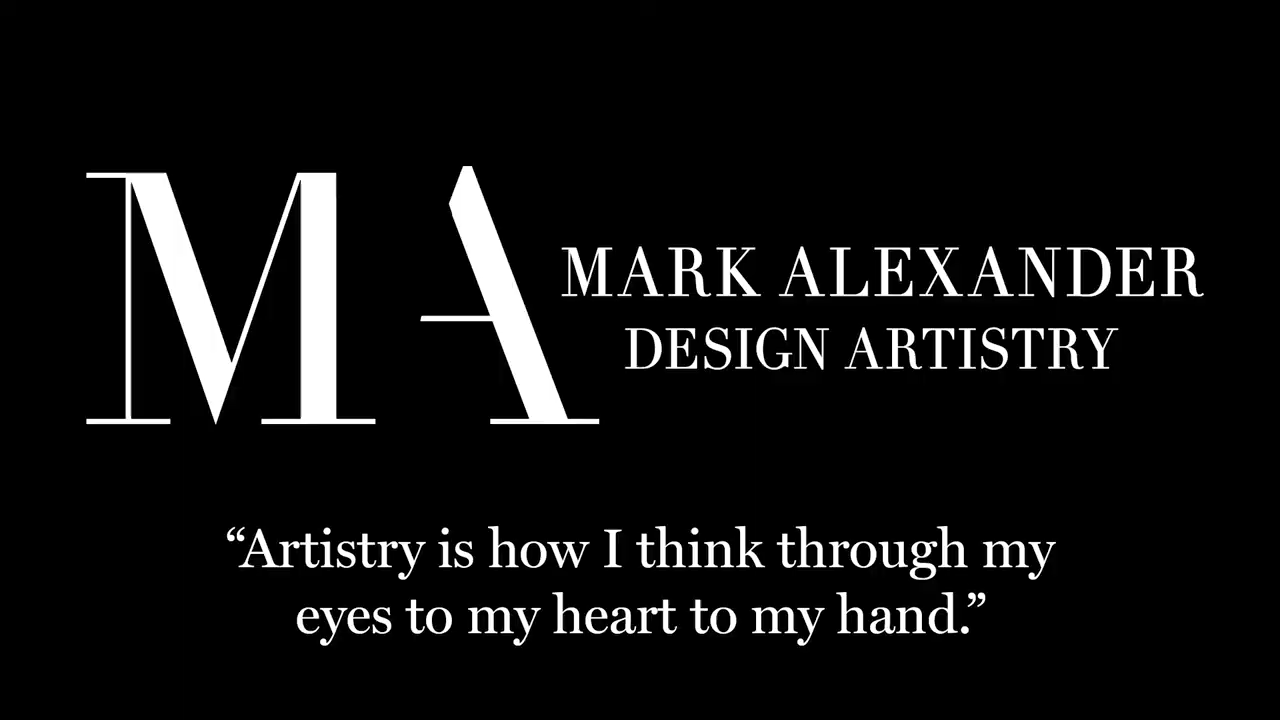 MA
MARK ALEXANDER
DESIGN ARTISTRY
“Artistry is how I think through my
eyes to my heart to my hand.”